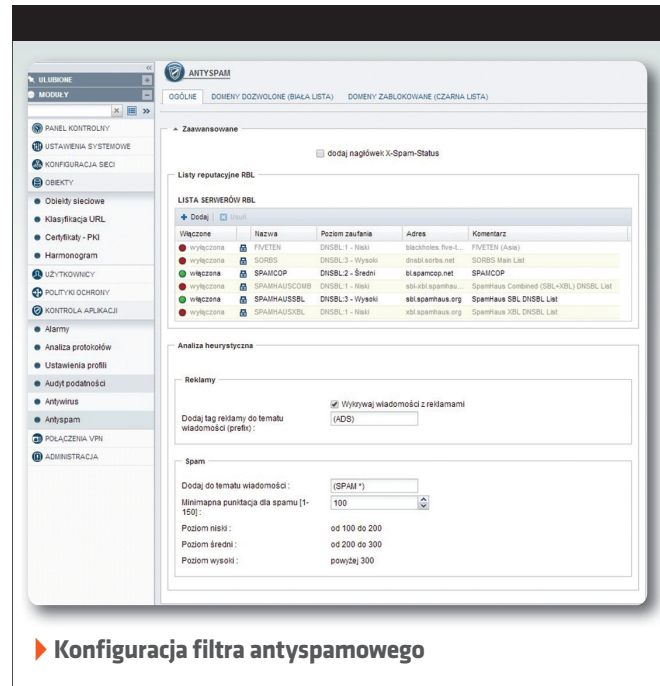 ULUBIONE
MODUŁY
PANEL KONTROLNY
USTAWIENIA SYSTEMOWE
KONFIGURACJA SIECI
OBIEKTY
Obiekty sieciowe
Klasyfikacja URL
Certyfikaty - PKI
Harmonogram
UŻYTKOWNICY
POLITYKI OCHRONY
KONTROLA APLIKACJI
Alarmy
Analiza protokołów
Ustawienia profili
Audyt podatności
Antywirus
Antyspam
POŁĄCZENIA VPN
ADMINISTRACJA
ANTYSPAM
OGÓLNE DOMENY DOZWOLONE (BIAŁA LISTA) DOMENY ZABLOKOWANE (CZARNA LISTA)
Zaawansowane
dodaj nagłówek X-Spam-Status
Listy reputacyjne RBL
LISTA SERWERÓW RBL
Dodaj Usuń
Włączone Nazwa Poziom zaufania Adres Komentarz
wyłączona FIVETEN DNSBL:1 - Niski blackholes.five-t... FIVETEN (Asia)
wyłączona SORBS DNSBL:3 - Wysoki dnsbl.sorbs.net SORBS Main List
włączona SPAMCOP DNSBL:2 - Średni bl.spamcop.net SPAMCOP
wyłączona SPAMHAUSCOMB DNSBL:1 - Niski sbl-xbl.spamhau... SpamHaus Combined (SBL+XBL) DNSBL List
włączona SPAMHAUSSBL DNSBL:3 - Wysoki sbl.spamhaus.org SpamHaus SBL DNSBL List
wyłączona SPAMHAUSXBL DNSBL:1 - Niski xbl.spamhaus.org SpamHaus XBL DNSBL List
Analiza heurystyczna
Reklamy
Wykrywaj wiadomości z reklamami
Dodaj tag reklamy do tematu (ADS)
wiadomości (prefix) :
Spam
Dodaj do tematu wiadomości : (SPAM *)
Minimapna punktacja dla spamu [1- 100
150] :
Poziom niski : od 100 do 200
Poziom średni : od 200 do 300
Poziom wysoki : powyżej 300
Konfiguracja filtra antyspamowego